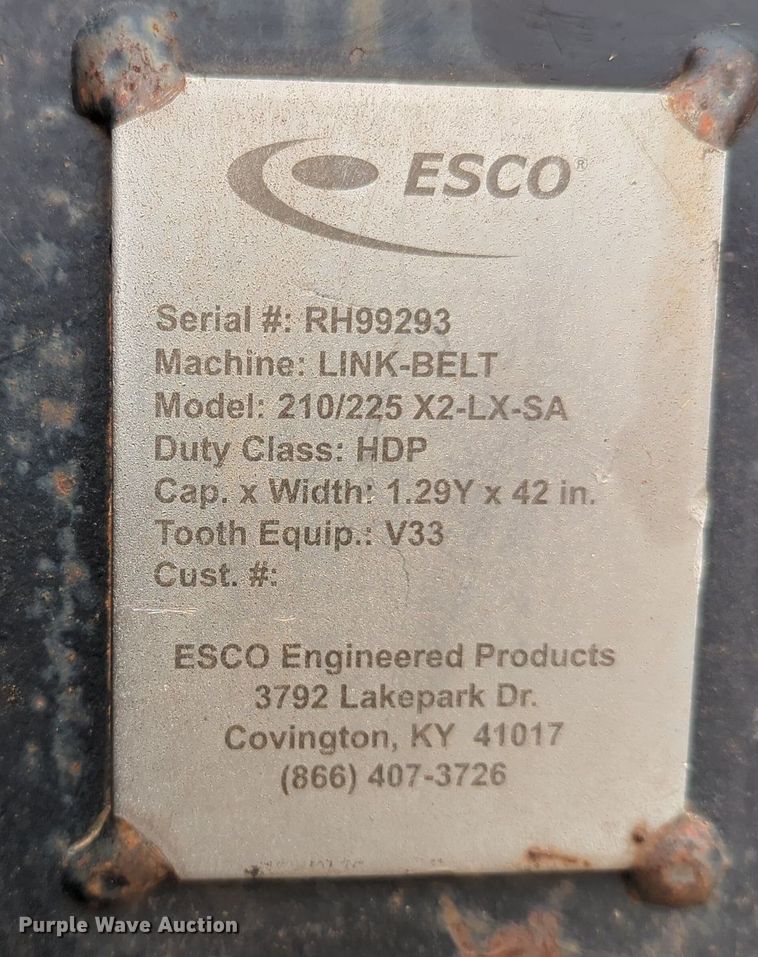 ESCO®
Serial #: RH99293
Machine: LINK-BELT
Model: 210/225 X2-LX-SA
Duty Class: HDP
Cap. x Width: 1.29Y x 42 in.
Tooth Equip.: V33
Cust. #:
ESCO Engineered Products
3792 Lakepark Dr.
Covington, KY 41017
(866) 407-3726
Purple Wave Auction